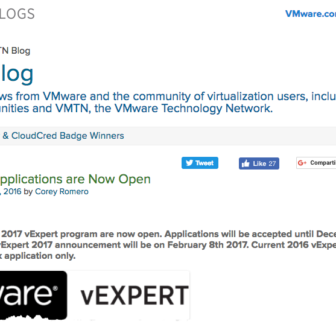 LOGS
VMware.com
TN Blog
log
ws from VMware and the community of virtualization users, inclu
unities and VMTN, the VMware Technology Network.
& CloudCred Badge Winners
Tweet
Like 27
G+ Comparti
pplications are Now Open
, 2016 by Corey Romero
2017 vExpert program are now open. Applications will be accepted until Dece
vExpert 2017 announcement will be on February 8th 2017. Current 2016 vExpe
k application only.
ware® vEXPERT